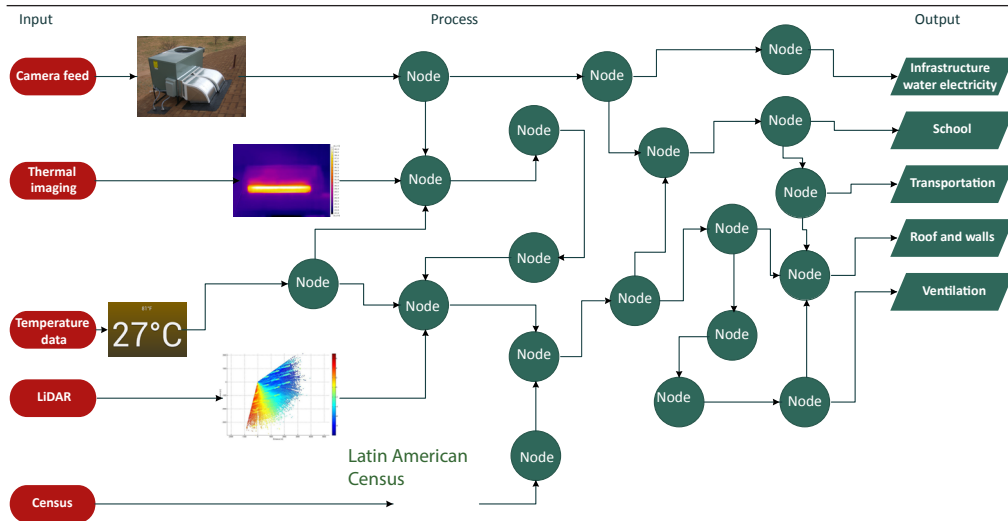 Input
Process
Output
Camera feed
Node
Node
Node
Infrastructure
water electricity
Node
Node
School
Thermal
imaging
Node
Node
Node
Transportation
Node
Roof and walls
Node
Node
Node
Node
Node
Ventilation
Temperature
data
27°C
Node
Node
LiDAR
Node
Node
Latin American
Census
Node
Census